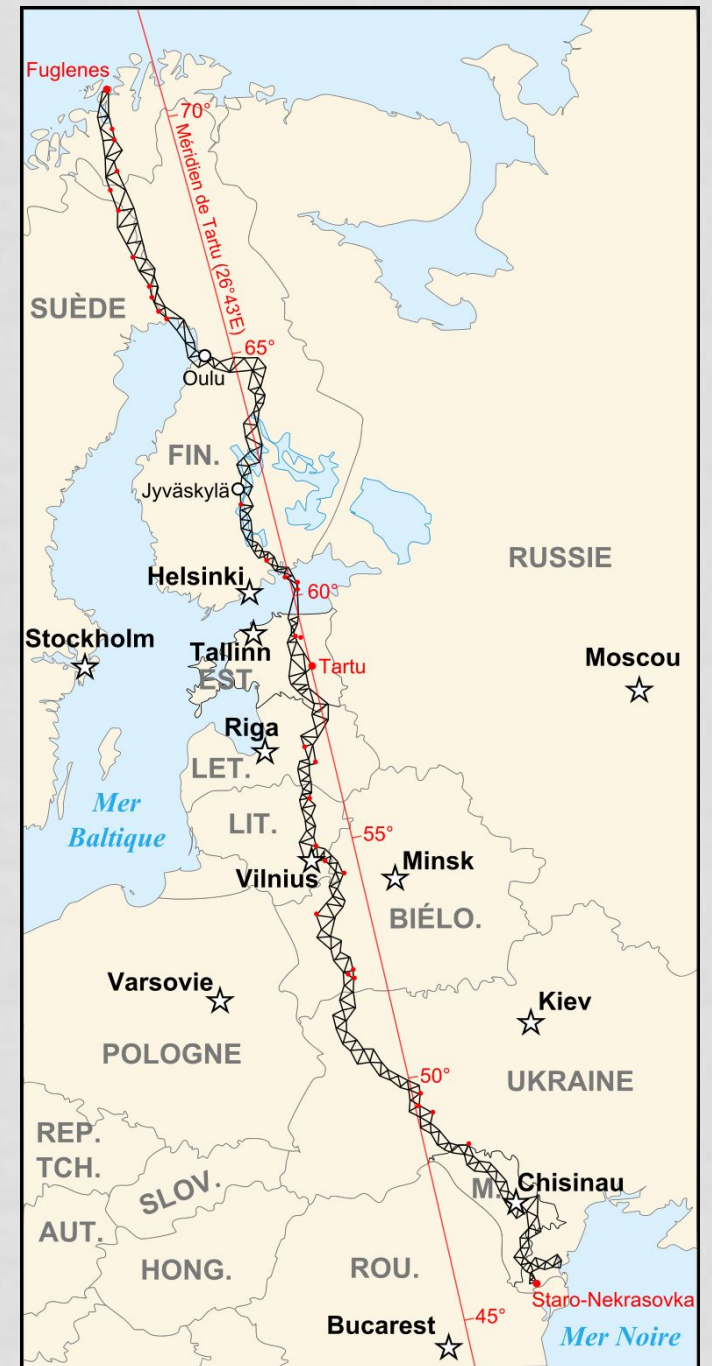 Fuglenes
70°
Méridien de Tartu (26°43'E)
SUÈDE
65°
Oulu
FIN.
Jyväskylä
RUSSIE
Helsinki
60°
Stockholm
Tallinn
Moscou
Tartu
EST.
Riga
LET.
Mer
Baltique
LIT.
55°
Minsk
Vilnius
BIÉLO.
Varsovie
Kiev
POLOGNE
50°
UKRAINE
REP.
TCH.
SLOV.
M.
Chisinau
AUT.
HONG.
ROU.
Staro-Nekrasovka
45°
Bucarest
Mer Noire